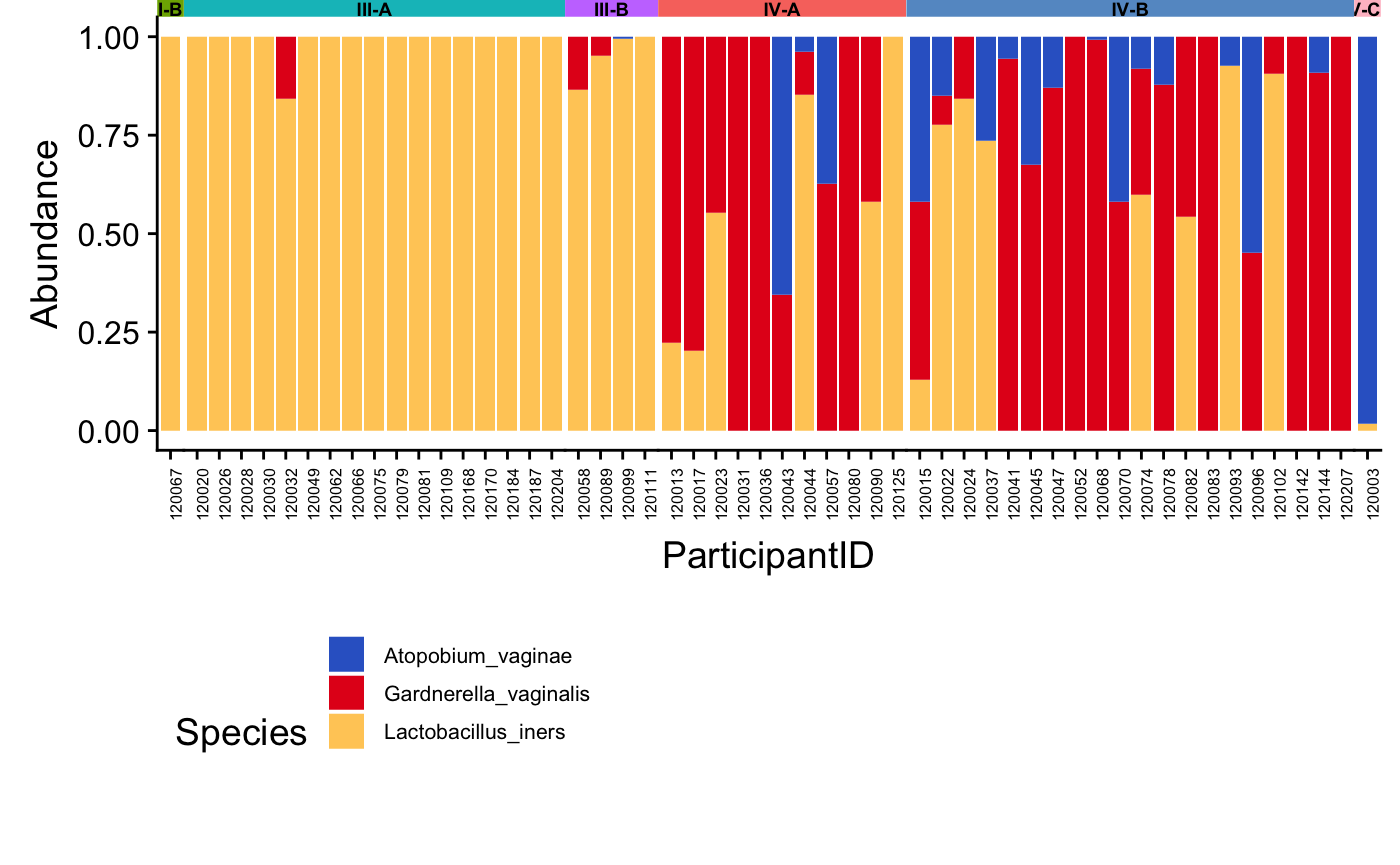 I-B III-A III-B IV-A IV-B V-C
1.00
0.75
0.50
0.25
0.00
Abundance
120067 120020 120026 120028 120030 120032 120049 120062 120066 120075 120079 120081 120109 120168 120170 120184 120187 120204 120058 120089 120099 120111 120013 120017 120023 120031 120036 120043 120044 120057 120080 120090 120125 120015 120022 120024 120037 120041 120045 120047 120052 120068 120070 120074 120078 120082 120083 120093 120096 120102 120142 120144 120207 120003
ParticipantID
Species
Atopobium_vaginae
Gardnerella_vaginalis
Lactobacillus_iners